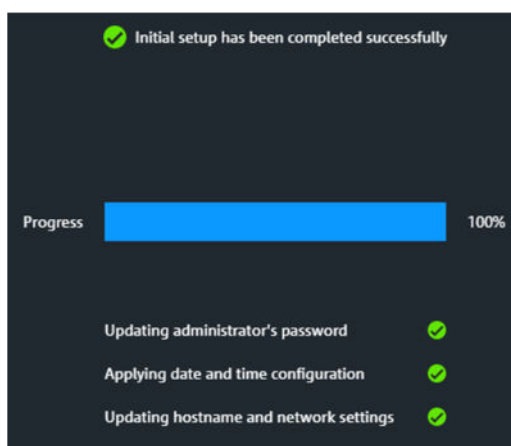 Initial setup has been completed successfully
Progress 100%
Updating administrator's password
Applying date and time configuration
Updating hostname and network settings